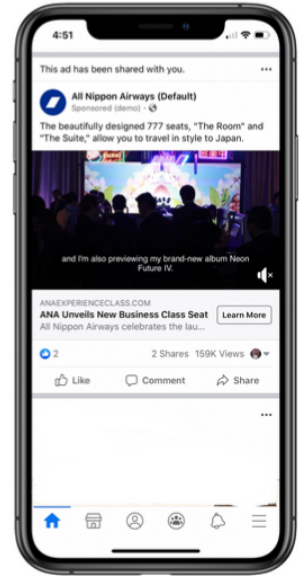 4:51
This ad has been shared with you.
All Nippon Airways (Default)
Sponsored (demo) ·
The beautifully designed 777 seats, "The Room" and
"The Suite," allow you to travel in style to Japan.
and I'm also previewing my brand-new album Neon
Future IV.
ANAEXPERIENCECLASS.COM
ANA Unveils New Business Class Seat
Learn More
All Nippon Airways celebrates the lau...
2
2 Shares 159K Views
Like
Comment
Share